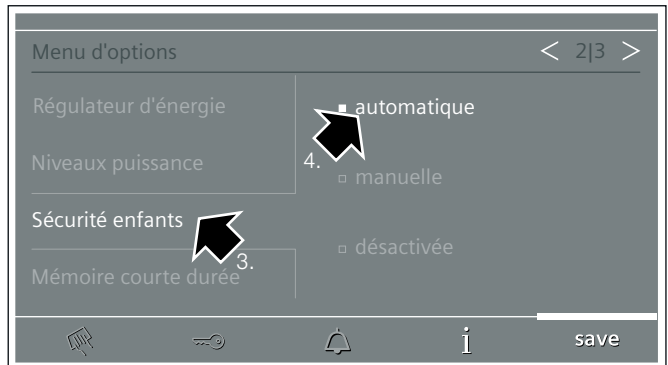 Menu d'options < 2|3 >
Régulateur d'énergie
automatique
Niveaux puissance
4.
manuelle
Sécurité enfants
3.
désactivée
Mémoire courte durée
i
save